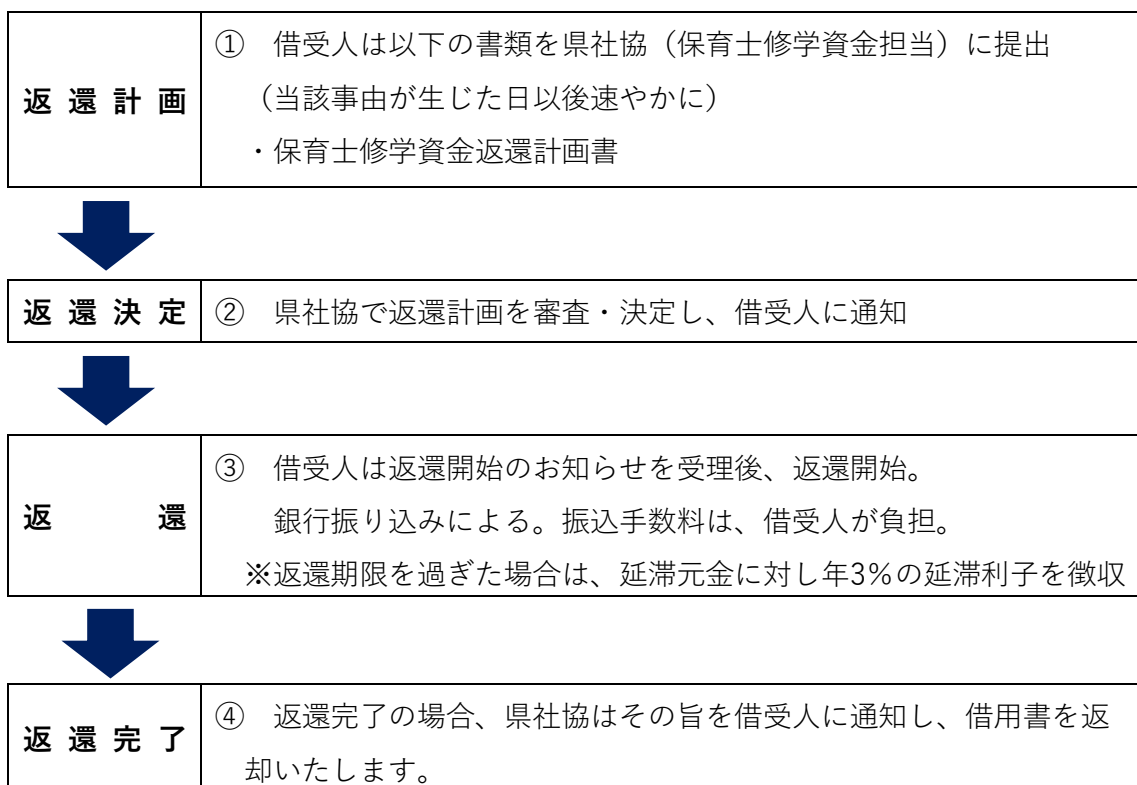 返還計画
①　借受人は以下の書類を県社協（保育士修学資金担当）に提出
（当該事由が生じた日以後速やかに）
・保育士修学資金返還計画書
返還決定
②　県社協で返還計画を審査・決定し、借受人に通知
返還
③　借受人は返還開始のお知らせを受理後、返還開始。
銀行振り込みによる。振込手数料は、借受人が負担。
※返還期限を過ぎた場合は、延滞元金に対し年3％の延滞利子を徴収
返還完了
④　返還完了の場合、県社協はその旨を借受人に通知し、借用書を返
却いたします。